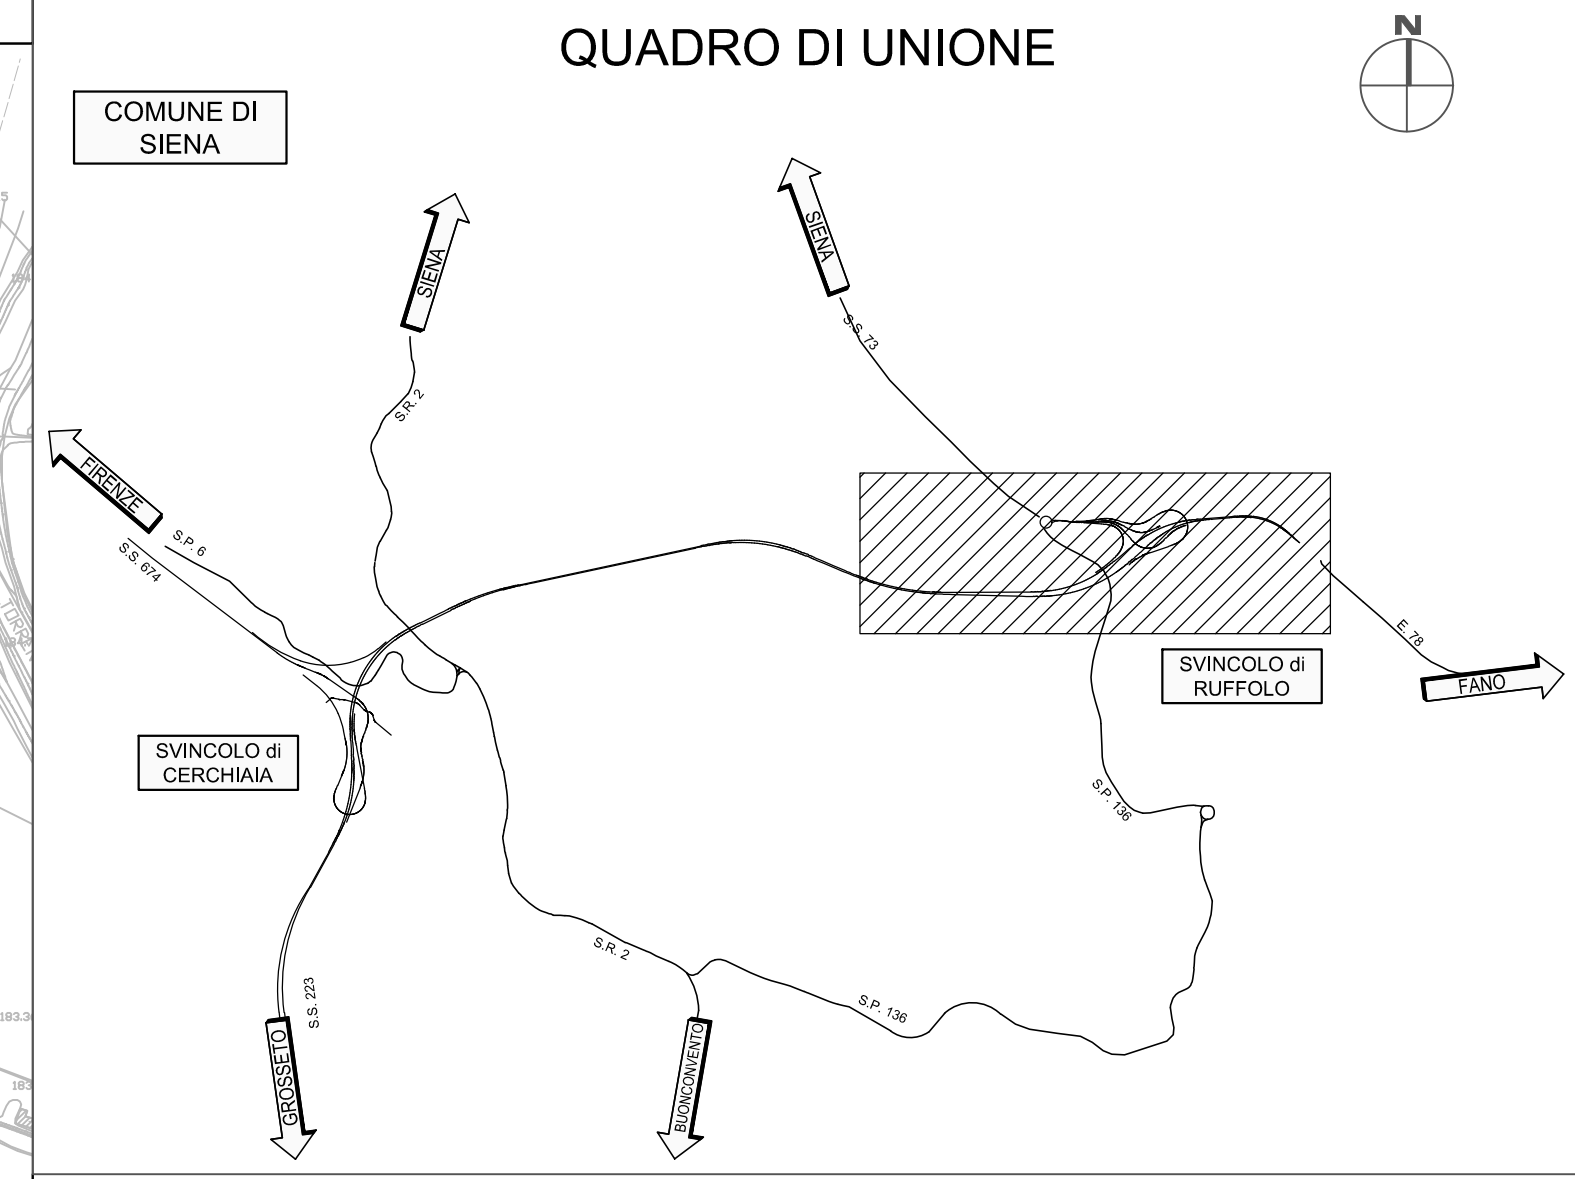 QUADRO DI UNIONE
N
COMUNE DI
SIENA
SIENA
SIENA
S.S. 73
S.R. 2
FIRENZE
S.P. 6
S.S. 674
E. 78
SVINCOLO di
RUFFOLO
FANO
SVINCOLO di
CERCHIAIA
S.P. 136
S.R. 2
S.P. 136
S.S. 223
GROSSETO
BUONCONVENTO